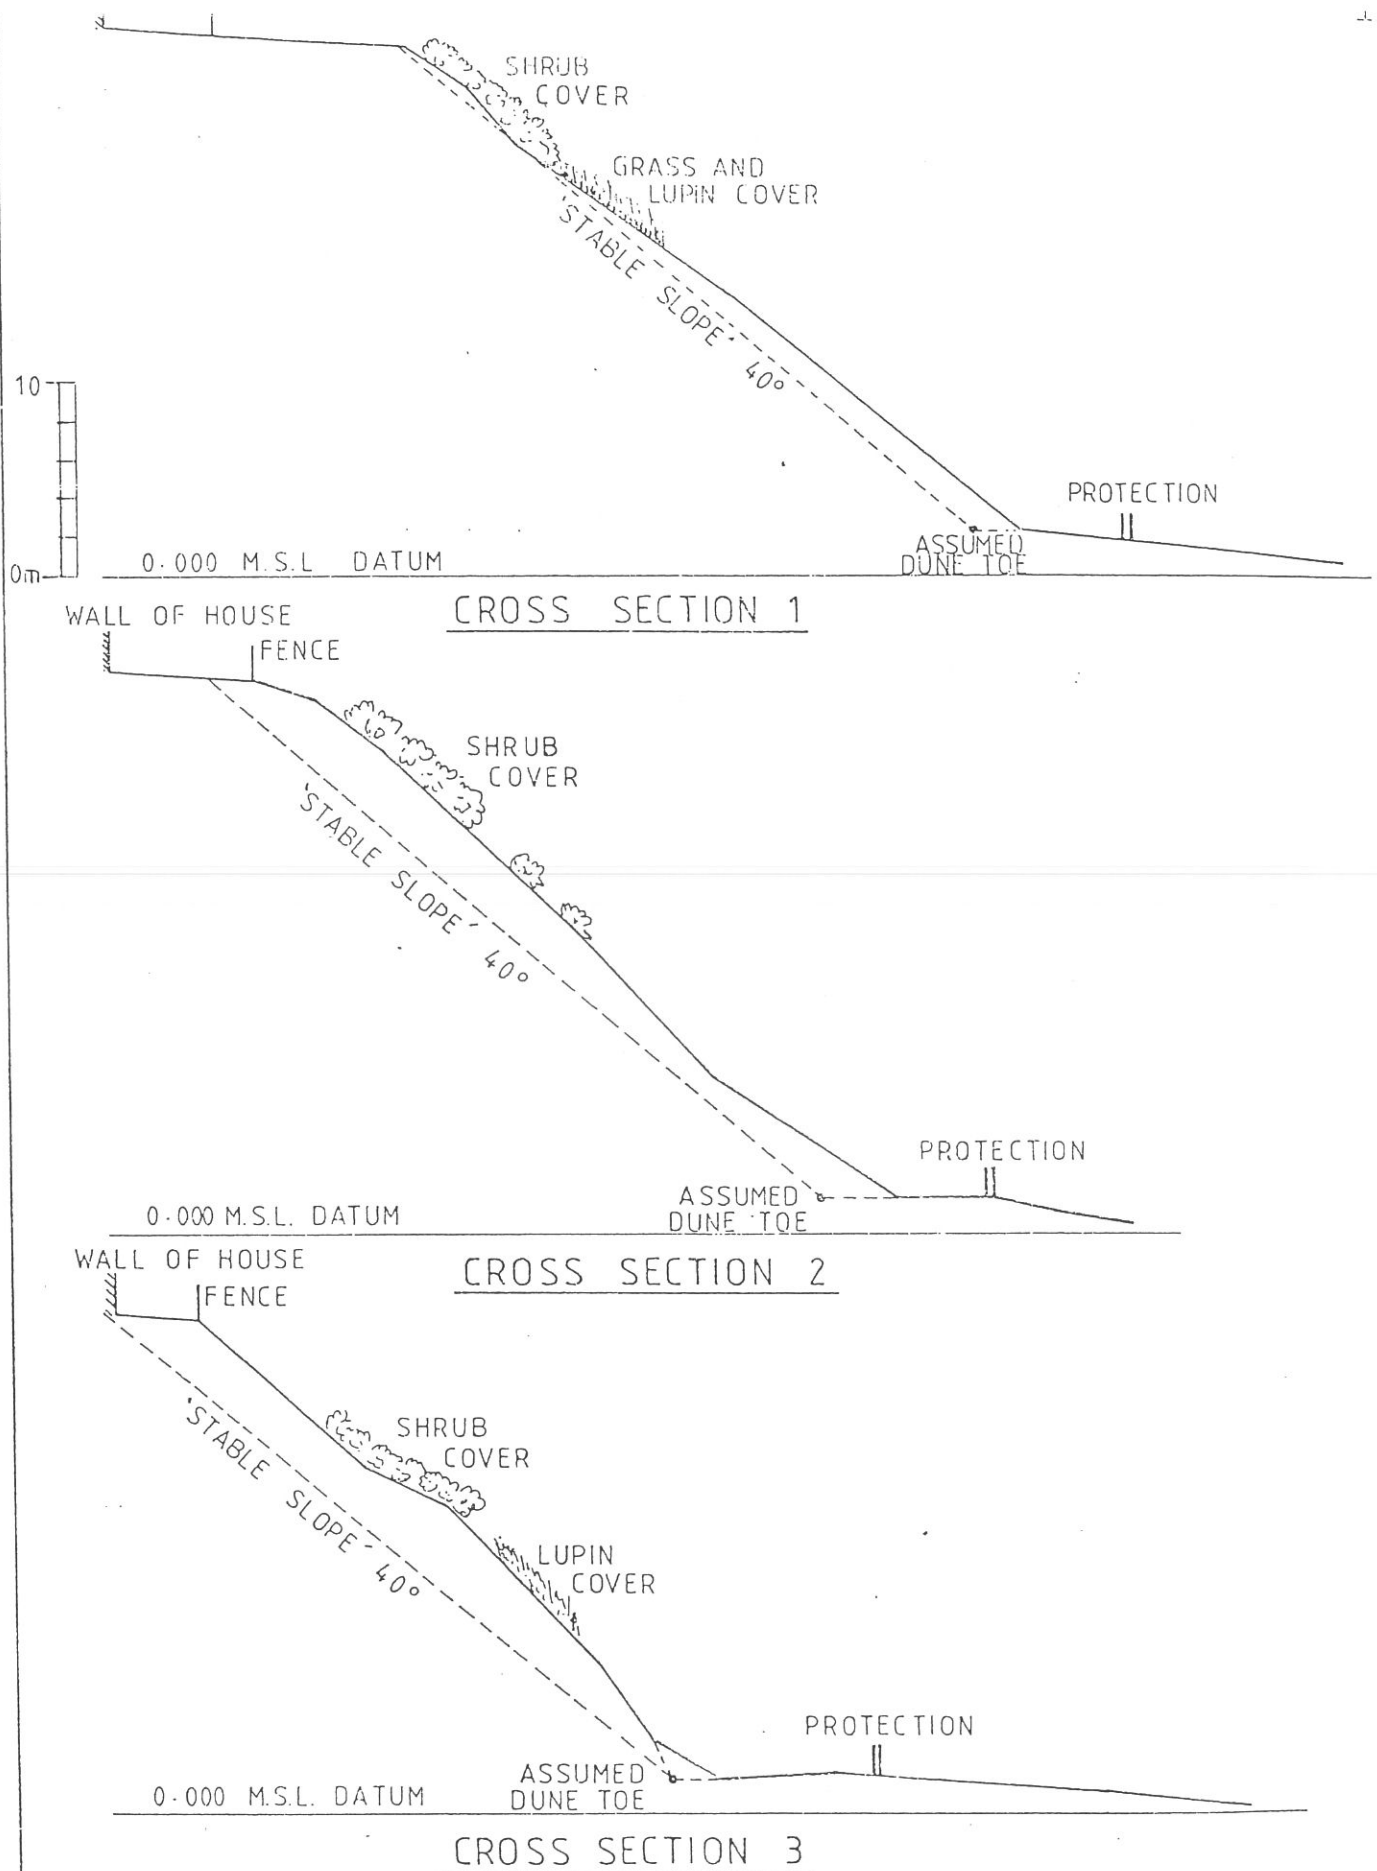 SHRUB
COVER
GRASS AND
LUPIN COVER
'STABLE SLOPE' 40°
10
0m
PROTECTION
ASSUMED
DUNE TOE
0.000 M.S.L DATUM
CROSS SECTION 1
WALL OF HOUSE
FENCE
SHRUB
COVER
'STABLE SLOPE' 40°
PROTECTION
ASSUMED
DUNE TOE
0.000 M.S.L. DATUM
CROSS SECTION 2
WALL OF HOUSE
FENCE
SHRUB
COVER
'STABLE SLOPE' 40°
LUPIN
COVER
PROTECTION
ASSUMED
DUNE TOE
0.000 M.S.L. DATUM
CROSS SECTION 3